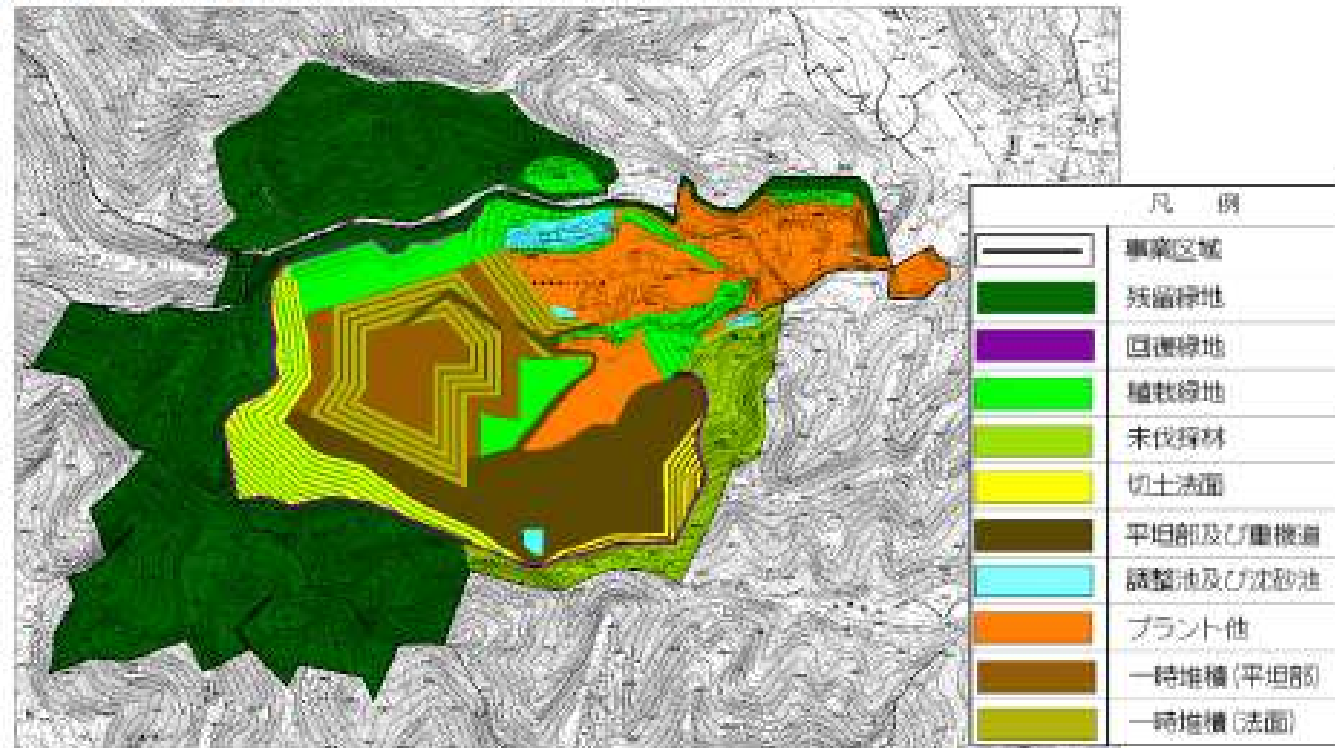 凡 例
事業区域
残留緑地
回復緑地
植栽緑地
未伐採林
切土法面
平坦部及び重機道
調整池及び沈砂池
プラント他
一時堆積(平坦部)
一時堆積(法面)